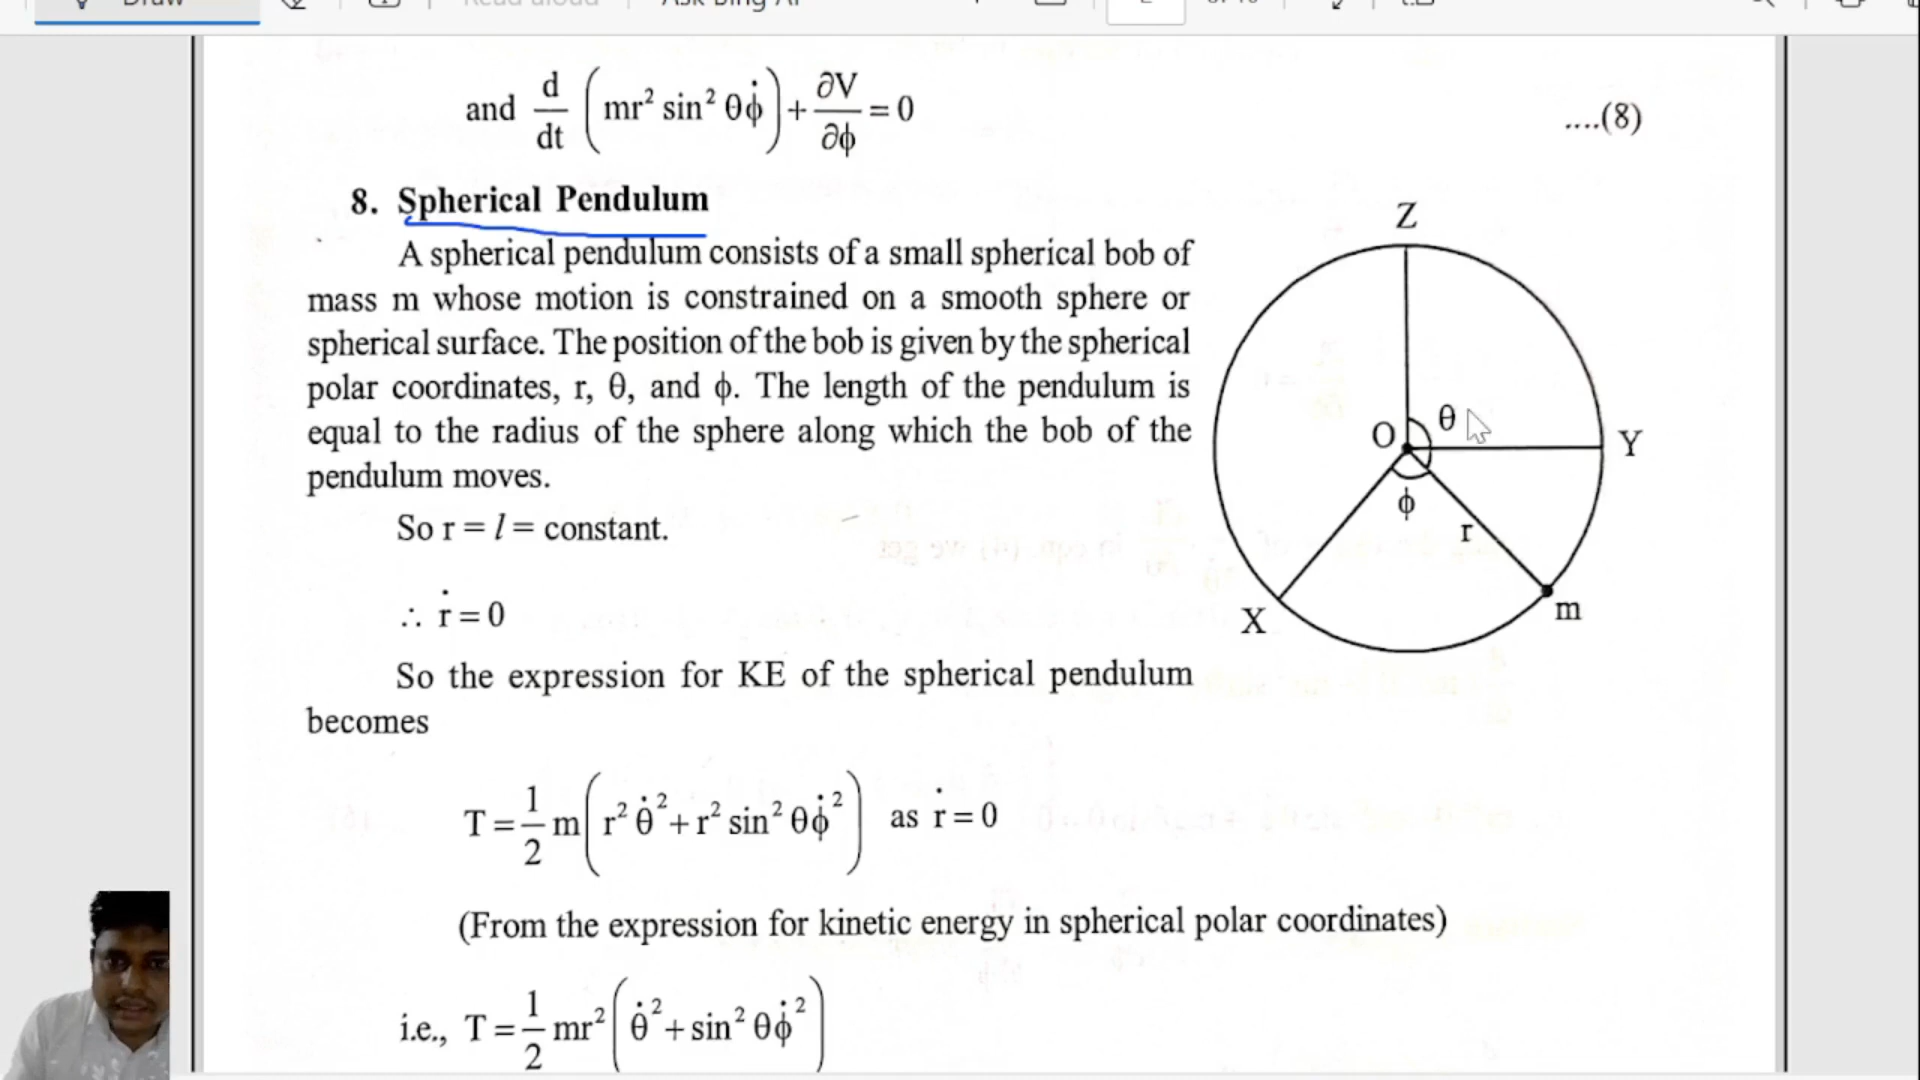 and d/dt (mr² sin² θφ̇) + ∂V/∂φ = 0 ....(8)
8. Spherical Pendulum
A spherical pendulum consists of a small spherical bob of
mass m whose motion is constrained on a smooth sphere or
spherical surface. The position of the bob is given by the spherical
polar coordinates, r, θ, and ϕ. The length of the pendulum is
equal to the radius of the sphere along which the bob of the
pendulum moves.
So r = l = constant.
∴ ṙ = 0
So the expression for KE of the spherical pendulum
becomes
T = 1/2 m (r² θ̇² + r² sin² θφ̇²) as ṙ = 0
(From the expression for kinetic energy in spherical polar coordinates)
i.e., T = 1/2 mr² (θ̇² + sin² θφ̇²)
Z
θ
O
Y
ϕ
r
X
m